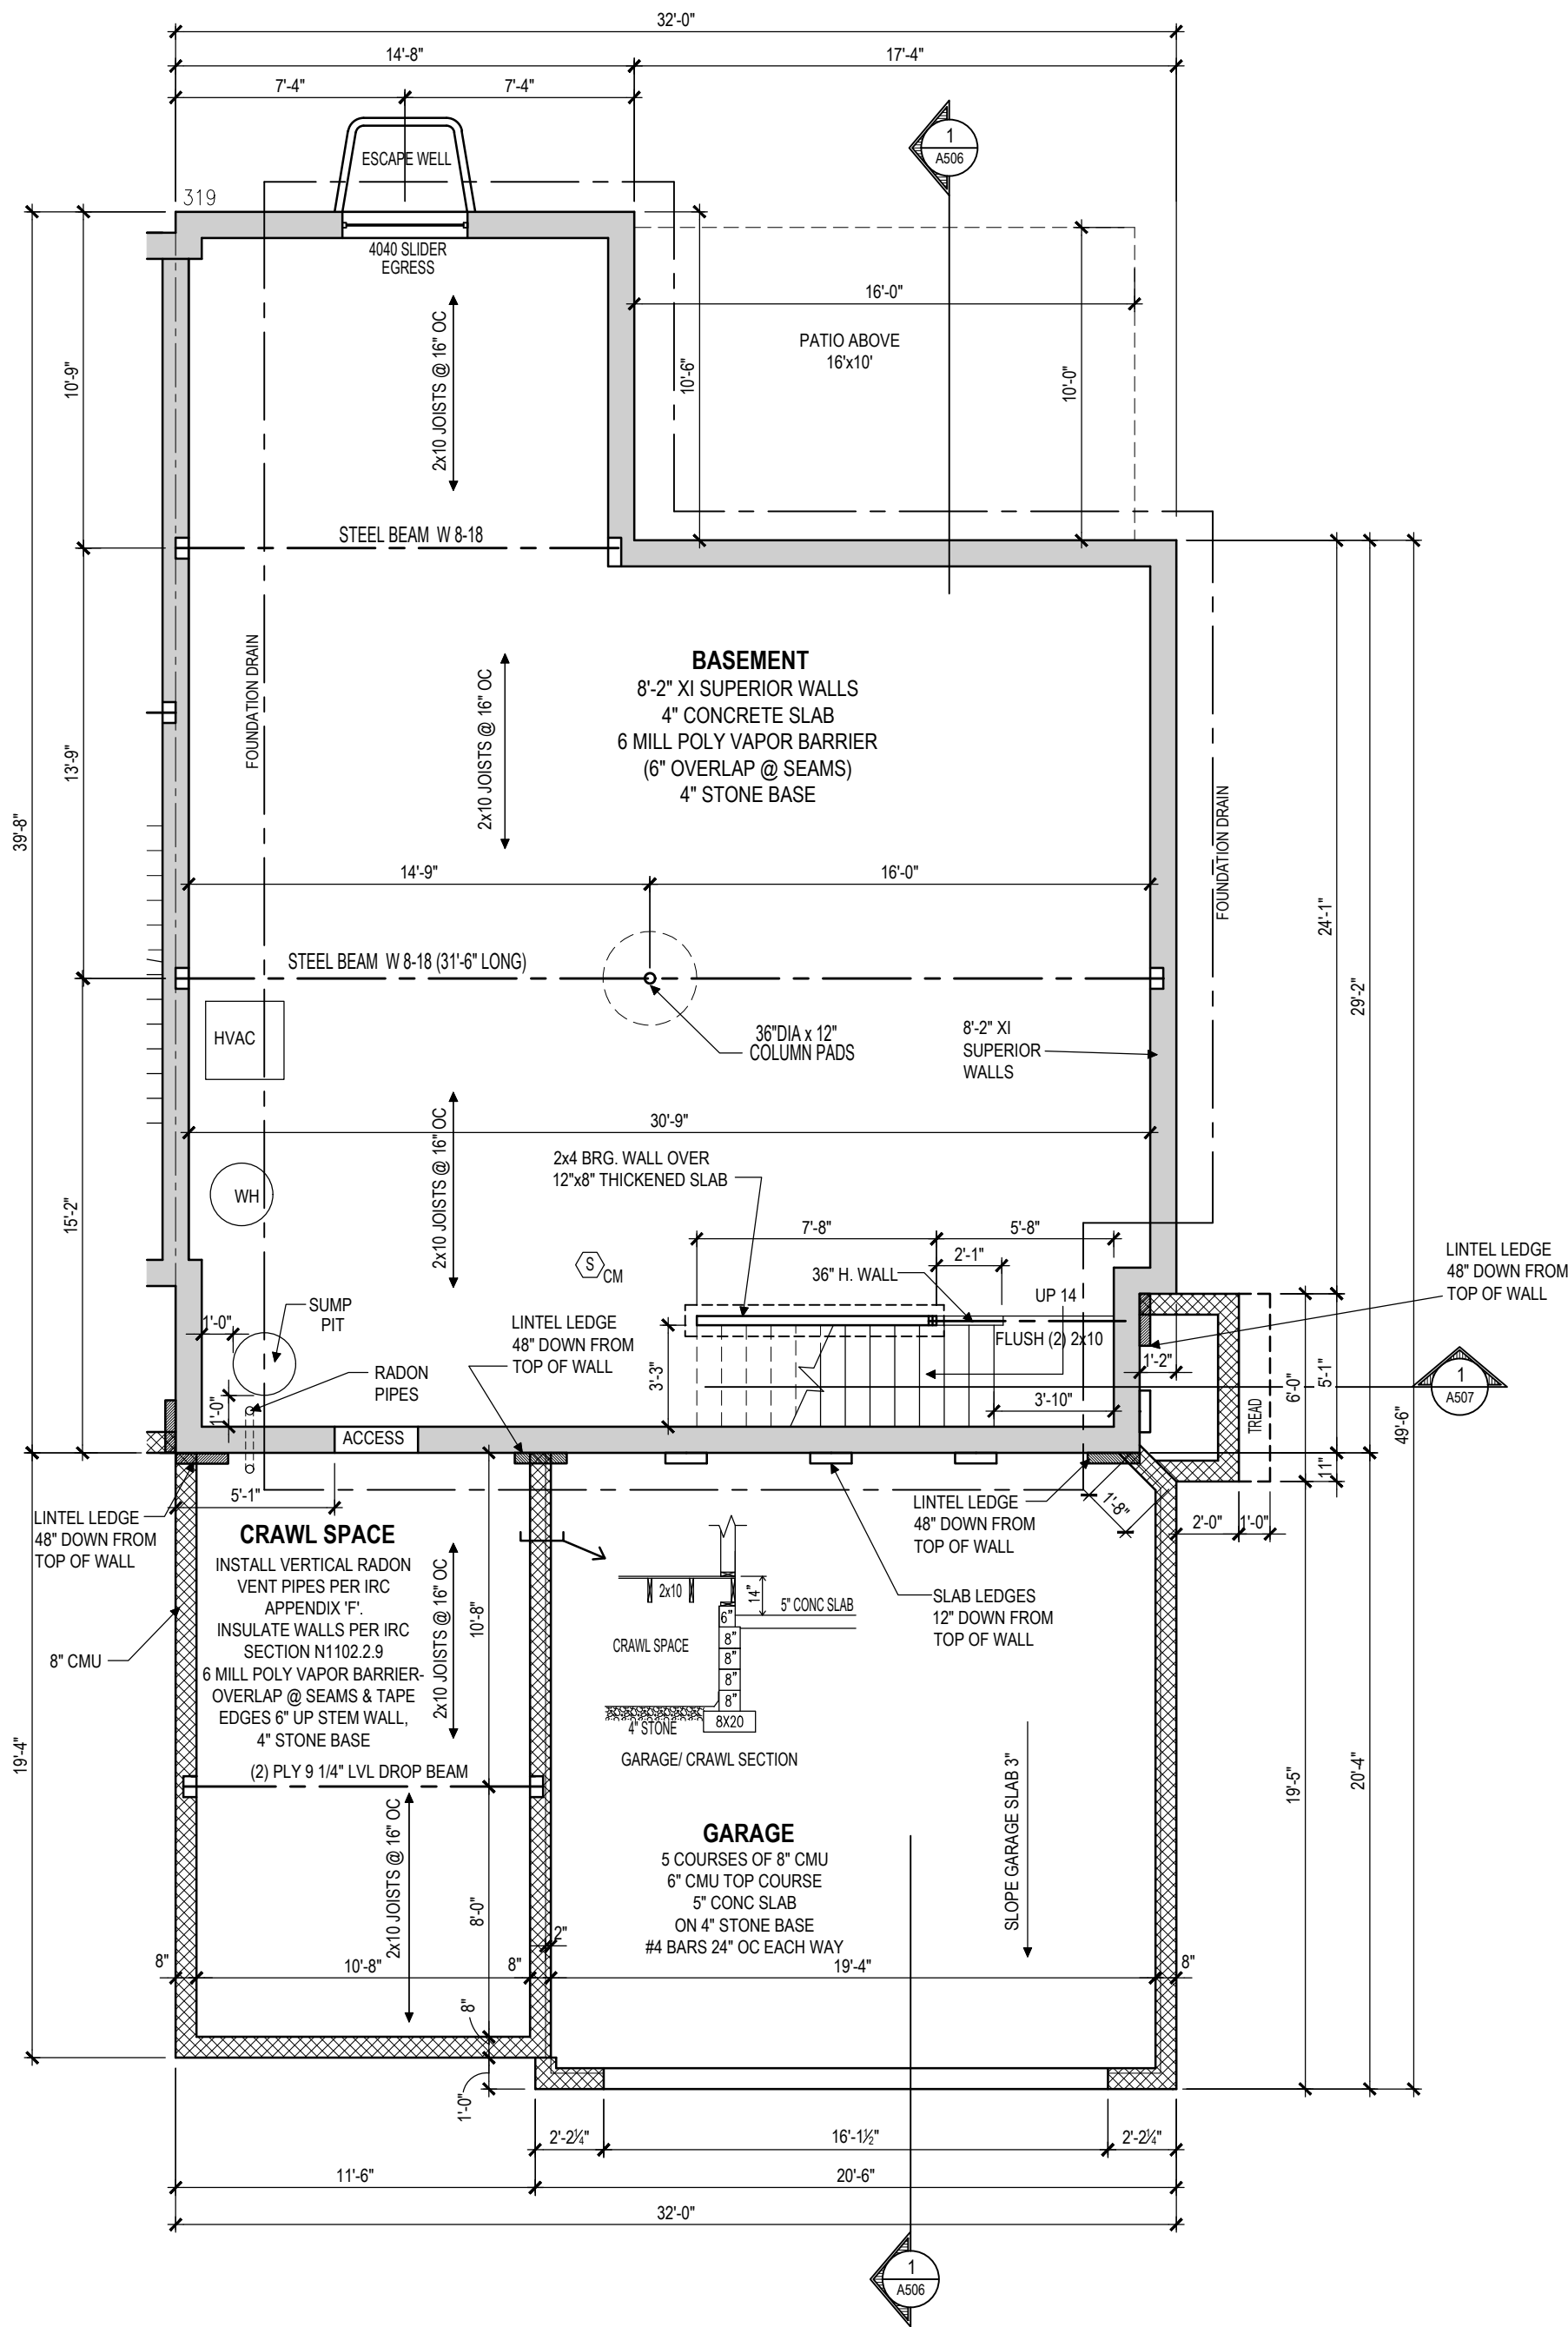 32'-0"
14'-8"
17'-4"
7'-4"
7'-4"
1
A506
ESCAPE WELL
319
4040 SLIDER
EGRESS
16'-0"
2x10 JOISTS @ 16" OC
PATIO ABOVE
16'x10'
10'-6"
10'-0"
10'-9"
STEEL BEAM W 8-18
FOUNDATION DRAIN
BASEMENT
8'-2" XI SUPERIOR WALLS
4" CONCRETE SLAB
6 MILL POLY VAPOR BARRIER
(6" OVERLAP @ SEAMS)
4" STONE BASE
2x10 JOISTS @ 16" OC
13'-9"
39'-8"
FOUNDATION DRAIN
14'-9"
16'-0"
24'-1"
29'-2"
STEEL BEAM W 8-18 (31'-6" LONG)
HVAC
36"DIA x 12"
COLUMN PADS
8'-2" XI
SUPERIOR
WALLS
30'-9"
2x10 JOISTS @ 16" OC
2x4 BRG. WALL OVER
12"x8" THICKENED SLAB
WH
15'-2"
7'-8"
5'-8"
2'-1"
S
CM
36" H. WALL
UP 14
LINTEL LEDGE
48" DOWN FROM
TOP OF WALL
SUMP
PIT
1'-0"
LINTEL LEDGE
48" DOWN FROM
TOP OF WALL
FLUSH (2) 2x10
3'-3"
1'-2"
RADON
PIPES
1'-0"
3'-10"
6'-0"
5'-1"
TREAD
1
A507
49'-6"
ACCESS
11"
5'-1"
1'-8"
2'-0"
1'-0"
LINTEL LEDGE
48" DOWN FROM
TOP OF WALL
LINTEL LEDGE
48" DOWN FROM
TOP OF WALL
CRAWL SPACE
INSTALL VERTICAL RADON
VENT PIPES PER IRC
APPENDIX 'F'.
INSULATE WALLS PER IRC
SECTION N1102.2.9
6 MILL POLY VAPOR BARRIER-
OVERLAP @ SEAMS & TAPE
EDGES 6" UP STEM WALL,
4" STONE BASE
2x10 JOISTS @ 16" OC
10'-8"
2x10
14"
5" CONC SLAB
6"
CRAWL SPACE
8"
8"
8"
8"
4" STONE
8X20
GARAGE/ CRAWL SECTION
SLAB LEDGES
12" DOWN FROM
TOP OF WALL
8" CMU
19'-4"
(2) PLY 9 1/4" LVL DROP BEAM
19'-5"
20'-4"
2x10 JOISTS @ 16" OC
8'-0"
GARAGE
5 COURSES OF 8" CMU
6" CMU TOP COURSE
5" CONC SLAB
ON 4" STONE BASE
#4 BARS 24" OC EACH WAY
SLOPE GARAGE SLAB 3"
2"
8"
10'-8"
8"
19'-4"
8"
8"
1'-0"
2'-2¼"
16'-1½"
2'-2¼"
11'-6"
20'-6"
32'-0"
1
A506